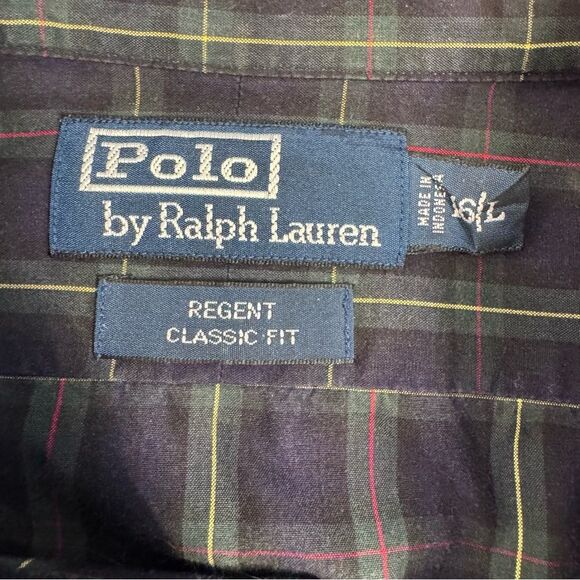 Polo
by Ralph Lauren
MADE IN
INDONESIA
16/L
REGENT
CLASSIC FIT